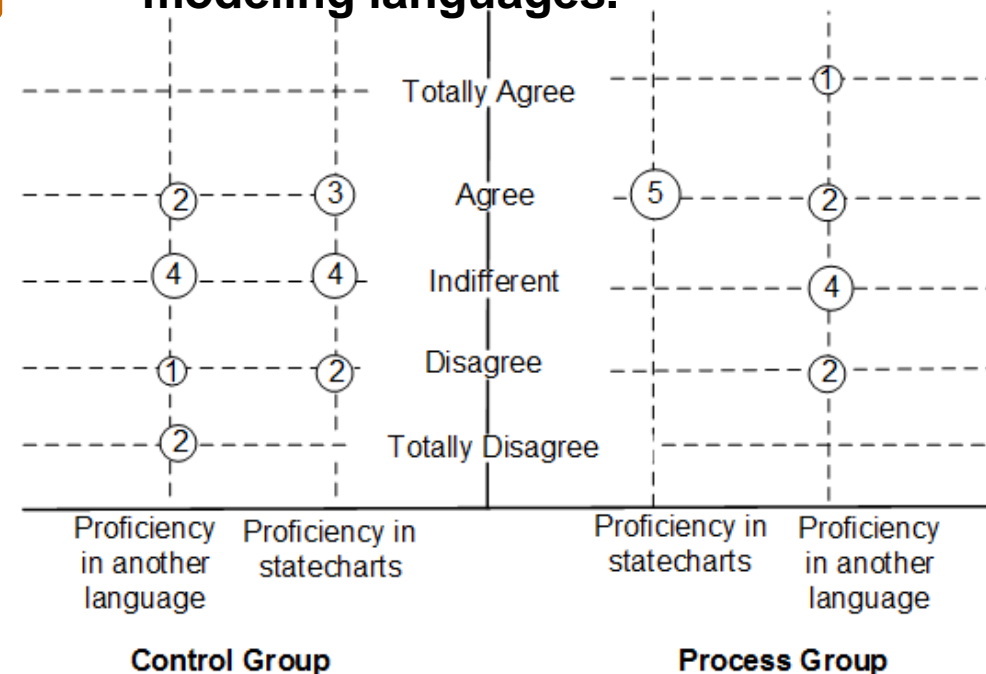 modeling languages.
Totally Agree
1
2
3
Agree
5
2
4
4
Indifferent
4
1
2
Disagree
2
2
Totally Disagree
Proficiency
in another
language
Proficiency in
statecharts
Proficiency in
statecharts
Proficiency
in another
language
Control Group
Process Group